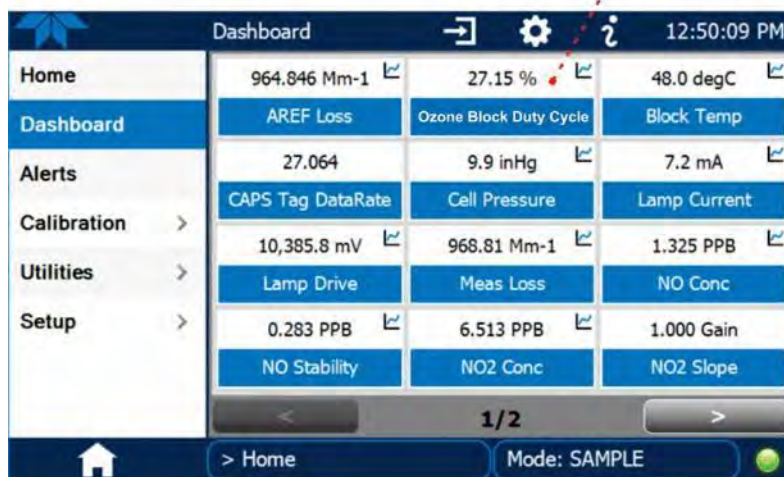 Dashboard
12:50:09 PM
Home
Dashboard
Alerts
Calibration >
Utilities >
Setup >
964.846 Mm-1
AREF Loss
27.15 %
Ozone Block Duty Cycle
48.0 degC
Block Temp
27.064
CAPS Tag DataRate
9.9 inHg
Cell Pressure
7.2 mA
Lamp Current
10,385.8 mV
Lamp Drive
968.81 Mm-1
Meas Loss
1.325 PPB
NO Conc
0.283 PPB
NO Stability
6.513 PPB
NO2 Conc
1.000 Gain
NO2 Slope
< 1/2 >
> Home
Mode: SAMPLE